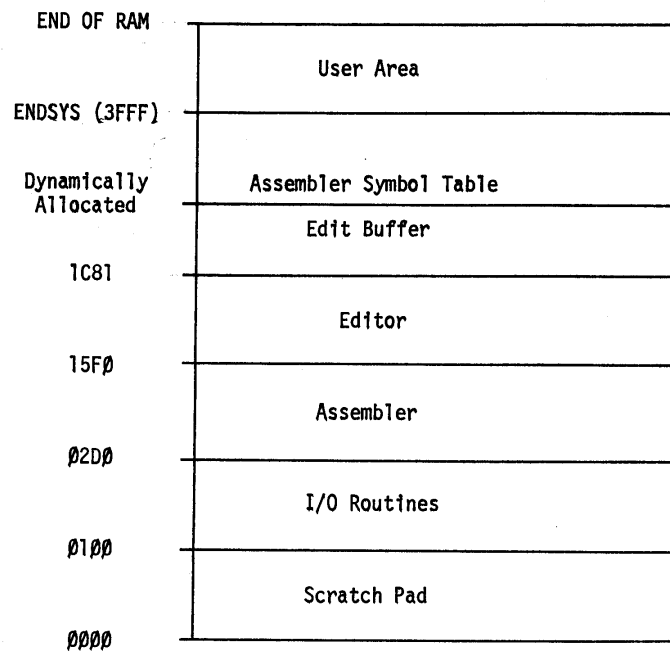 END OF RAM
User Area
ENDSYS (3FFF)
Dynamically
Allocated
Assembler Symbol Table
Edit Buffer
1C81
Editor
15FØ
Assembler
Ø2DØ
I/O Routines
Ø1ØØ
Scratch Pad
ØØØØ